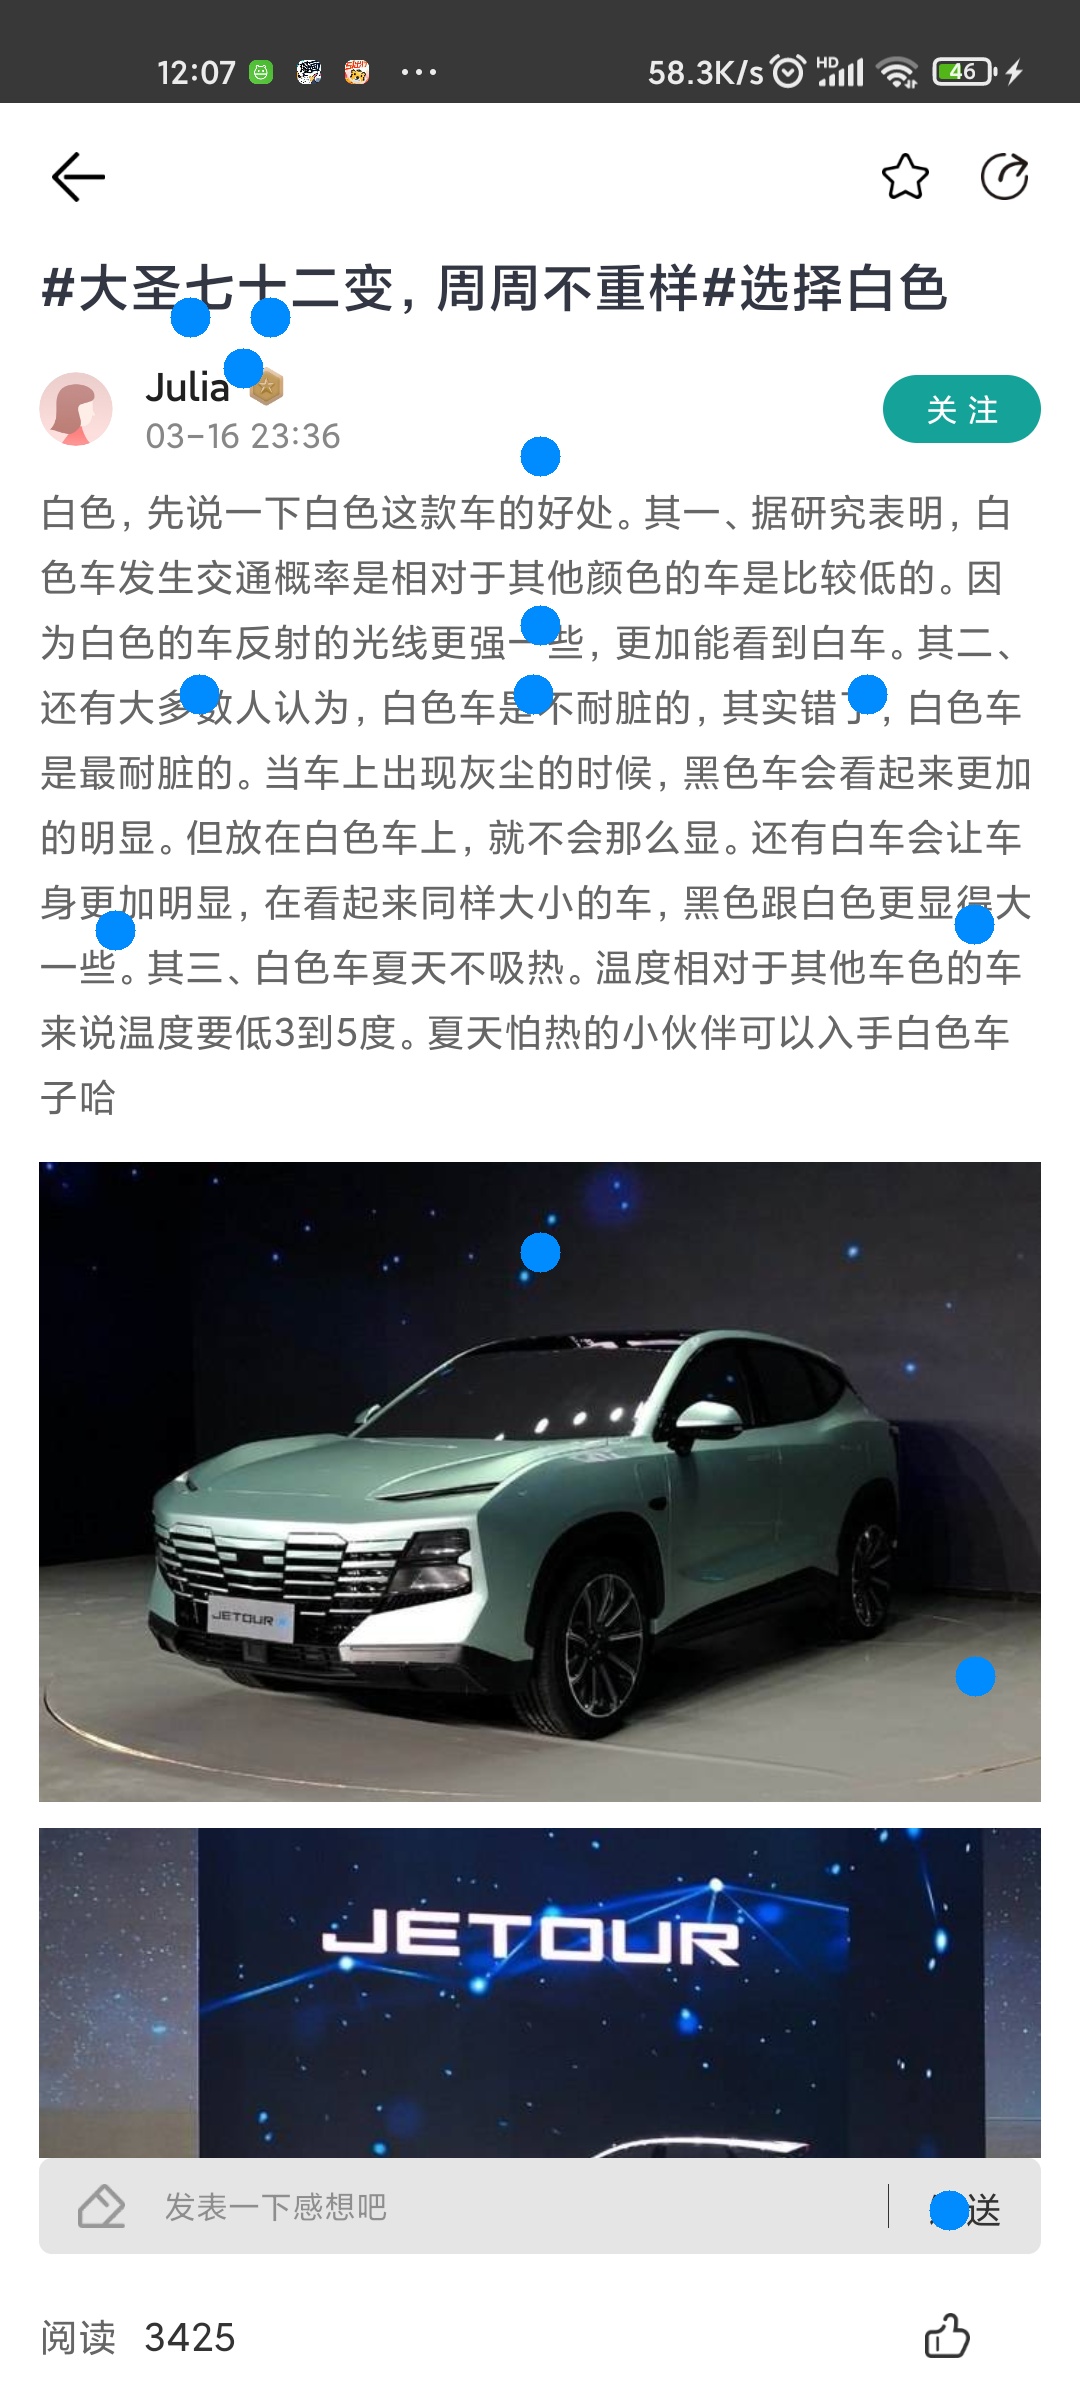 12:07 ··· 58.3K/s HD 46
#大圣七十二变，周周不重样#选择白色
Julia
03-16 23:36
关注
白色，先说一下白色这款车的好处。其一、据研究表明，白
色车发生交通概率是相对于其他颜色的车是比较低的。因
为白色的车反射的光线更强一些，更加能看到白车。其二、
还有大多数人认为，白色车是不耐脏的，其实错了，白色车
是最耐脏的。当车上出现灰尘的时候，黑色车会看起来更加
的明显。但放在白色车上，就不会那么显。还有白车会让车
身更加明显，在看起来同样大小的车，黑色跟白色更显得大
一些。其三、白色车夏天不吸热。温度相对于其他车色的车
来说温度要低3到5度。夏天怕热的小伙伴可以入手白色车
子哈
JETOUR
JETOUR
发表一下感想吧
送
阅读 3425